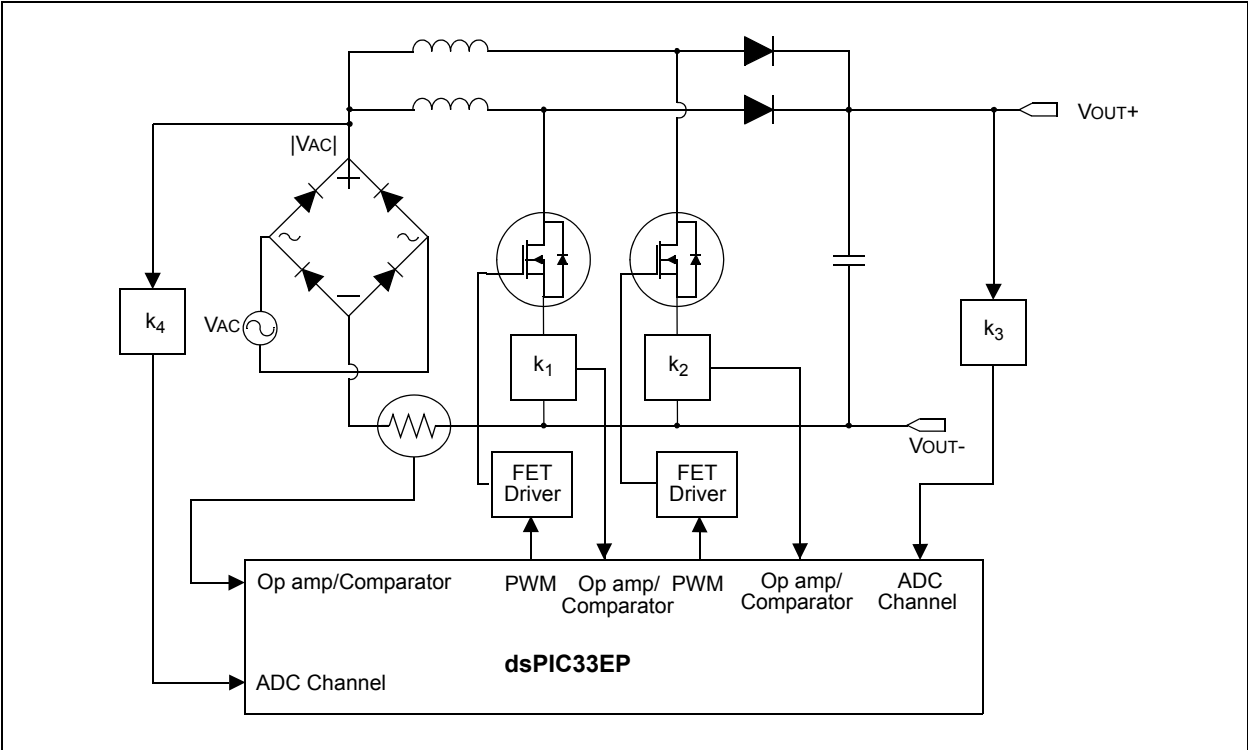 VOUT+
|VAC|
k4
VAC
k1
k2
k3
VOUT-
FET
Driver
FET
Driver
Op amp/Comparator
PWM
Op amp/
Comparator
PWM
Op amp/
Comparator
ADC
Channel
dsPIC33EP
ADC Channel